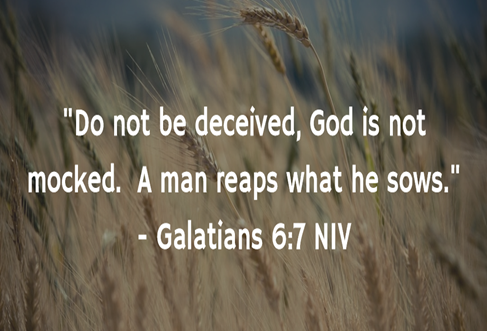 "Do not be deceived, God is not
mocked.  A man reaps what he sows."
- Galatians 6:7 NIV